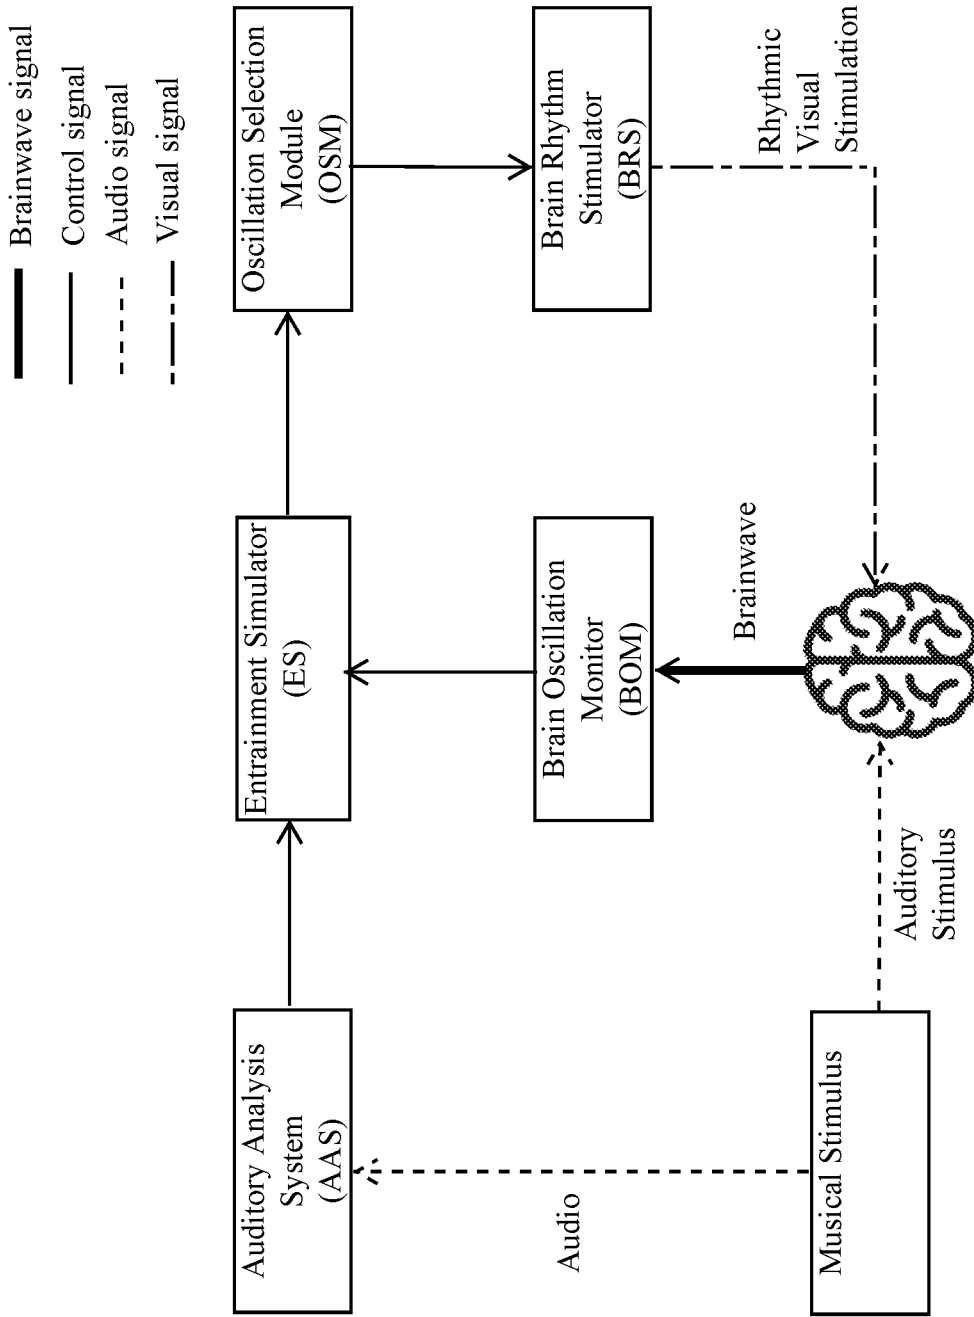 Brainwave signal
Control signal
Audio signal
Visual signal
Auditory Analysis
System
(AAS)
Entrainment Simulator
(ES)
Oscillation Selection
Module
(OSM)
Audio
Brain Oscillation
Monitor
(BOM)
Brain Rhythm
Stimulator
(BRS)
Brainwave
Rhythmic
Visual
Stimulation
Musical Stimulus
Auditory
Stimulus